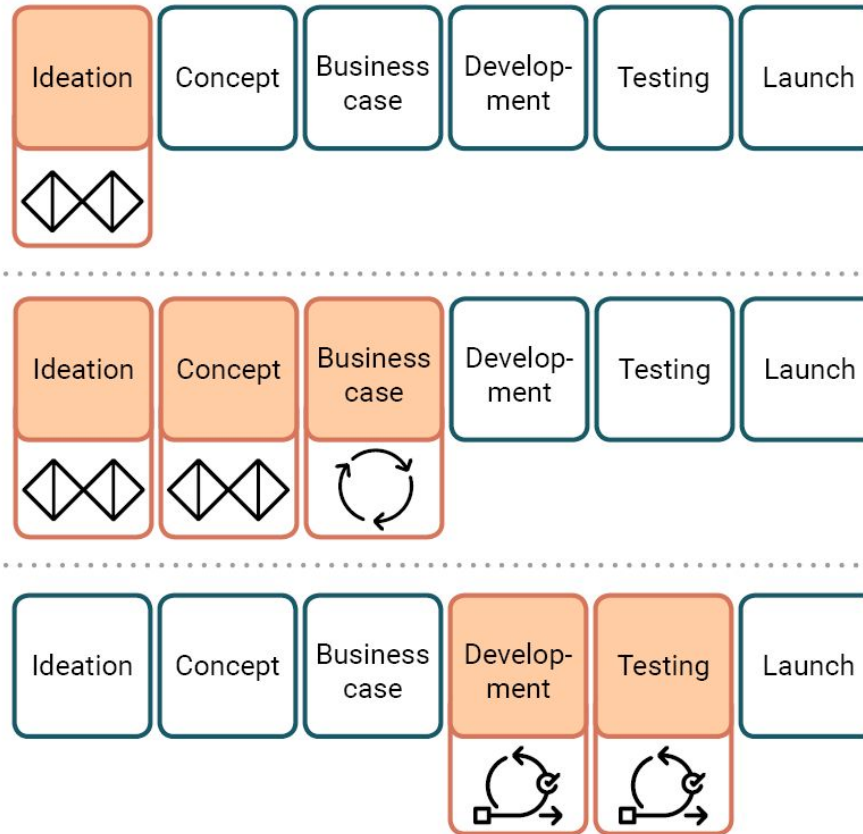 Ideation
Concept
Business
case
Develop-
ment
Testing
Launch
Ideation
Concept
Business
case
Develop-
ment
Testing
Launch
Ideation
Concept
Business
case
Develop-
ment
Testing
Launch